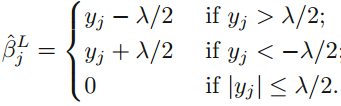 y_j − λ/2 if y_j > λ/2;
β̂_j^L = { y_j + λ/2 if y_j < −λ/2;
0 if |y_j| ≤ λ/2.